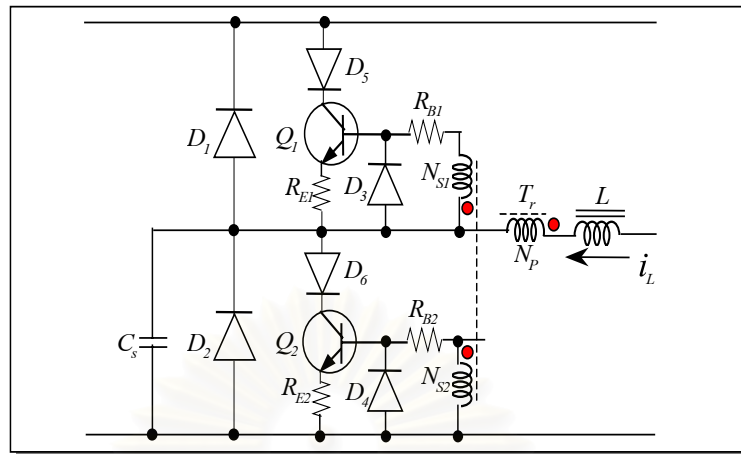 D5
RB1
D1
Q1
NS1
RE1
D3
Tr
L
NP
iL
D6
RB2
Cs
D2
Q2
NS2
RE2
D4